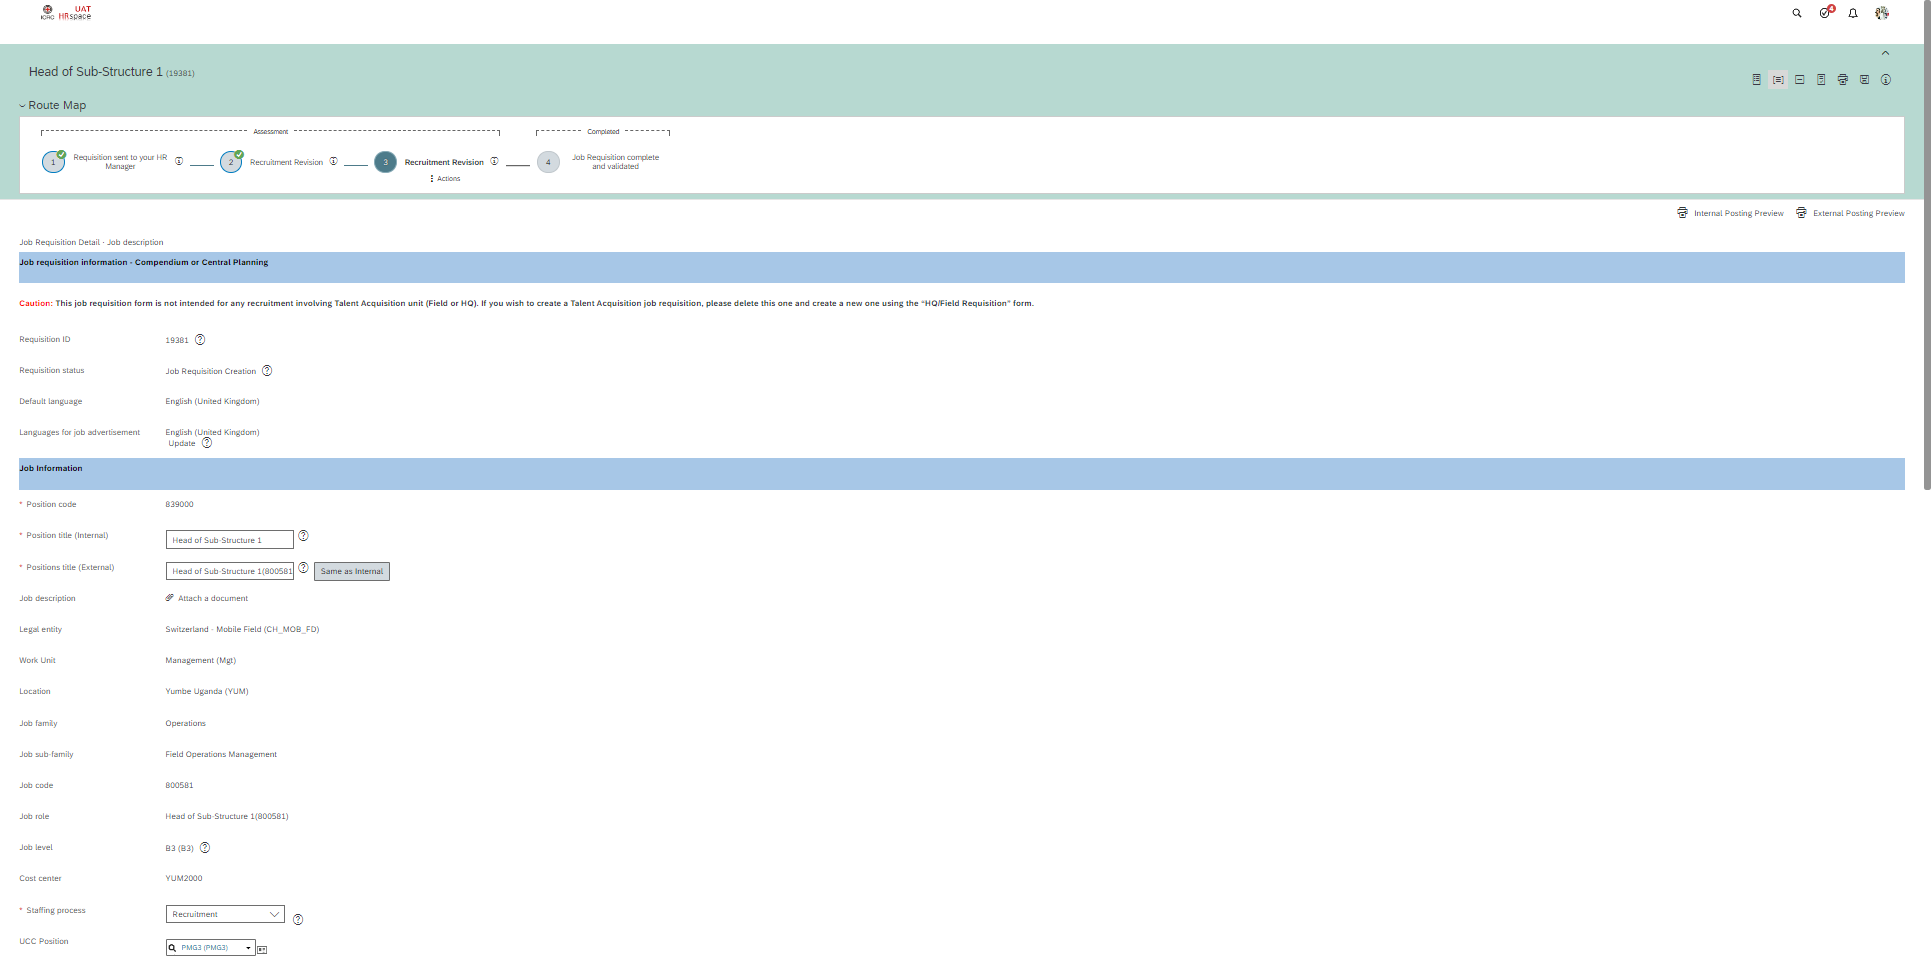 ICRC
UAT
HRspace
4
Head of Sub-Structure 1 (19381)
Route Map
Assessment
Completed
1
Requisition sent to your HR
Manager
2
Recruitment Revision
3
Recruitment Revision
Actions
4
Job Requisition complete
and validated
Internal Posting Preview
External Posting Preview
Job Requisition Detail - Job description
Job requisition information - Compendium or Central Planning
Caution: This job requisition form is not intended for any recruitment involving Talent Acquisition unit (Field or HQ). If you wish to create a Talent Acquisition job requisition, please delete this one and create a new one using the "HQ/Field Requisition" form.
Requisition ID 19381
Requisition status Job Requisition Creation
Default language English (United Kingdom)
Languages for job advertisement English (United Kingdom)
Update
Job Information
* Position code 839000
* Position title (Internal) Head of Sub-Structure 1
* Positions title (External) Head of Sub-Structure 1(800581 Same as Internal
Job description Attach a document
Legal entity Switzerland - Mobile Field (CH_MOB_FD)
Work Unit Management (Mgt)
Location Yumbe Uganda (YUM)
Job family Operations
Job sub-family Field Operations Management
Job code 800581
Job role Head of Sub-Structure 1(800581)
Job level B3 (B3)
Cost center YUM2000
* Staffing process Recruitment
UCC Position PMG3 (PMG3)